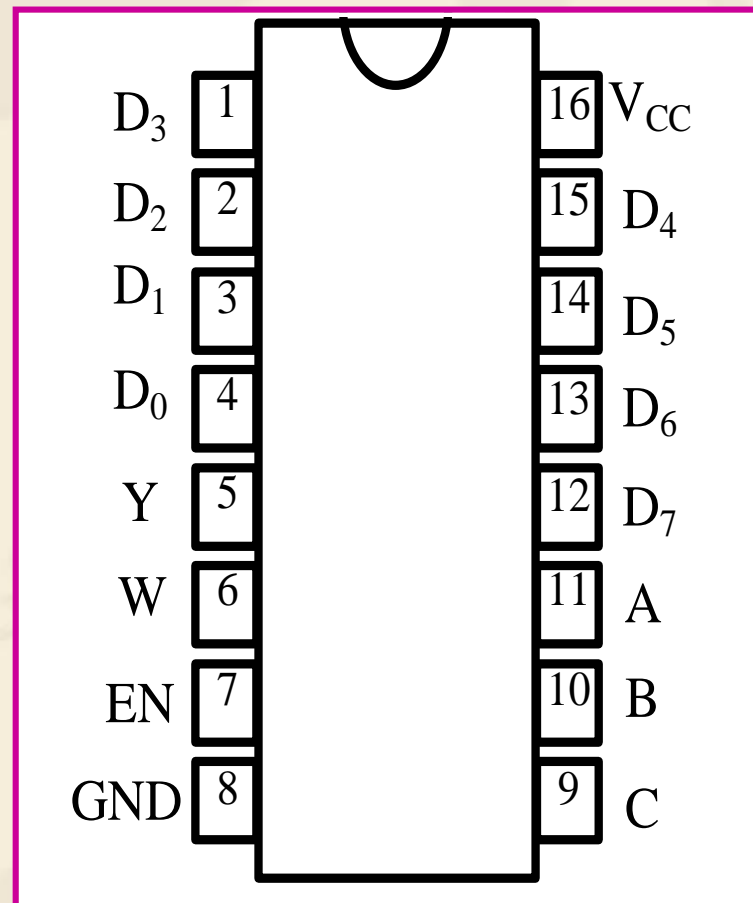 D₃ 1 16 V_CC
D₂ 2 15 D₄
D₁ 3 14 D₅
D₀ 4 13 D₆
Y 5 12 D₇
W 6 11 A
EN 7 10 B
GND 8 9 C